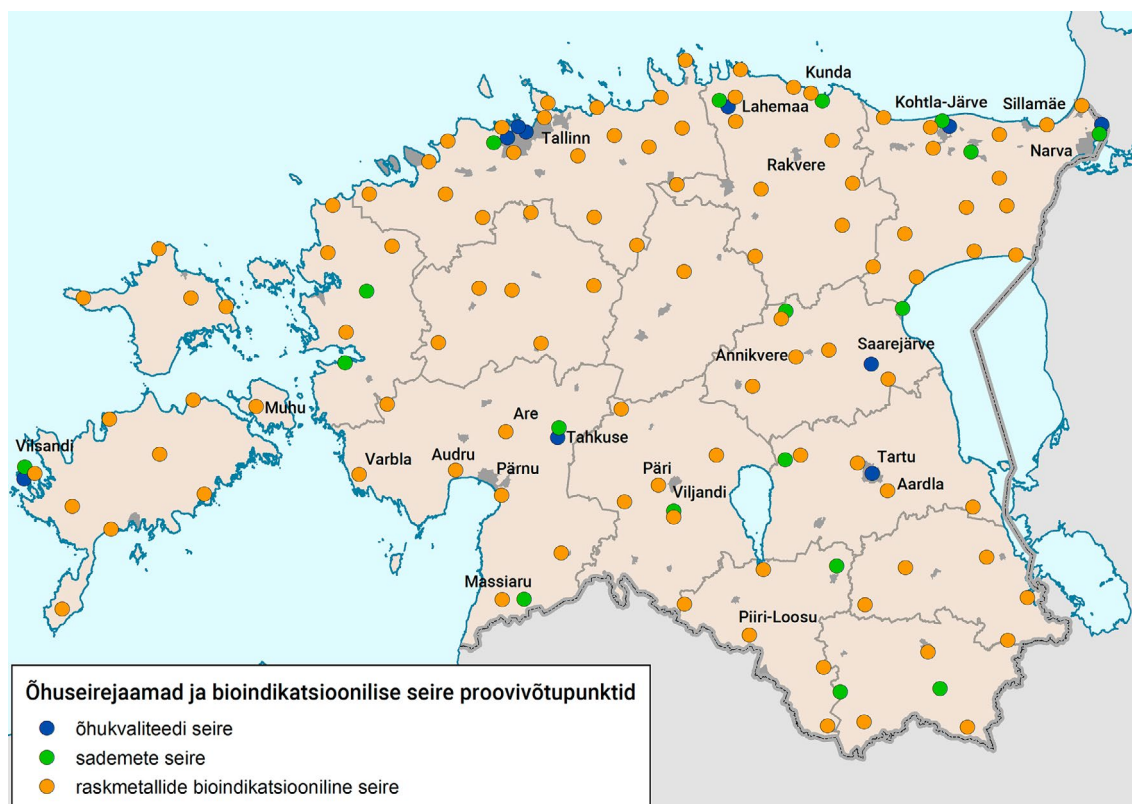 Kunda
Lahemaa
Kohtla-Järve
Sillamäe
Tallinn
Narva
Rakvere
Annikvere
Saarejärve
Muhu
Are
Tahkuse
Vilsandi
Varbla
Audru
Pärnu
Päri
Viljandi
Tartu
Aardla
Massiaru
Piiri-Loosu
Õhuseirejaamad ja bioindikatsioonilise seire proovivõtupunktid
õhukvaliteedi seire
sademete seire
raskmetallide bioindikatsiooniline seire